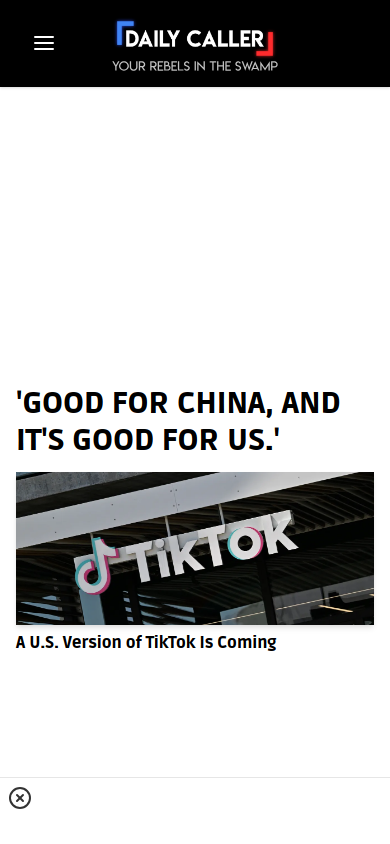 DAILY CALLER
YOUR REBELS IN THE SWAMP
'GOOD FOR CHINA, AND
IT'S GOOD FOR US.'
TikTok
A U.S. Version of TikTok Is Coming